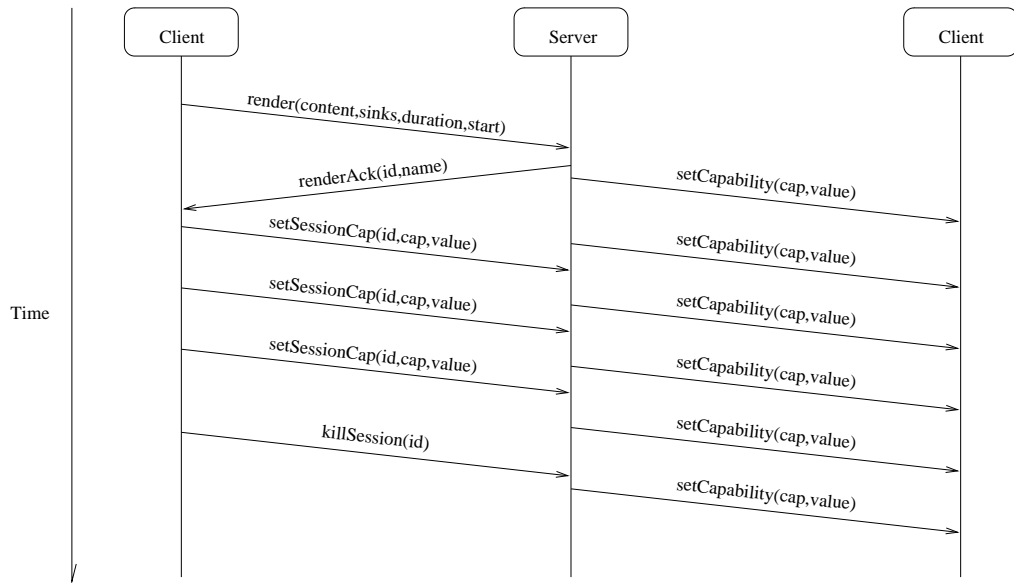 Client
Server
Client
render(content,sinks,duration,start)
renderAck(id,name)
setCapability(cap,value)
setSessionCap(id,cap,value)
setCapability(cap,value)
setSessionCap(id,cap,value)
setCapability(cap,value)
Time
setSessionCap(id,cap,value)
setCapability(cap,value)
killSession(id)
setCapability(cap,value)
setCapability(cap,value)